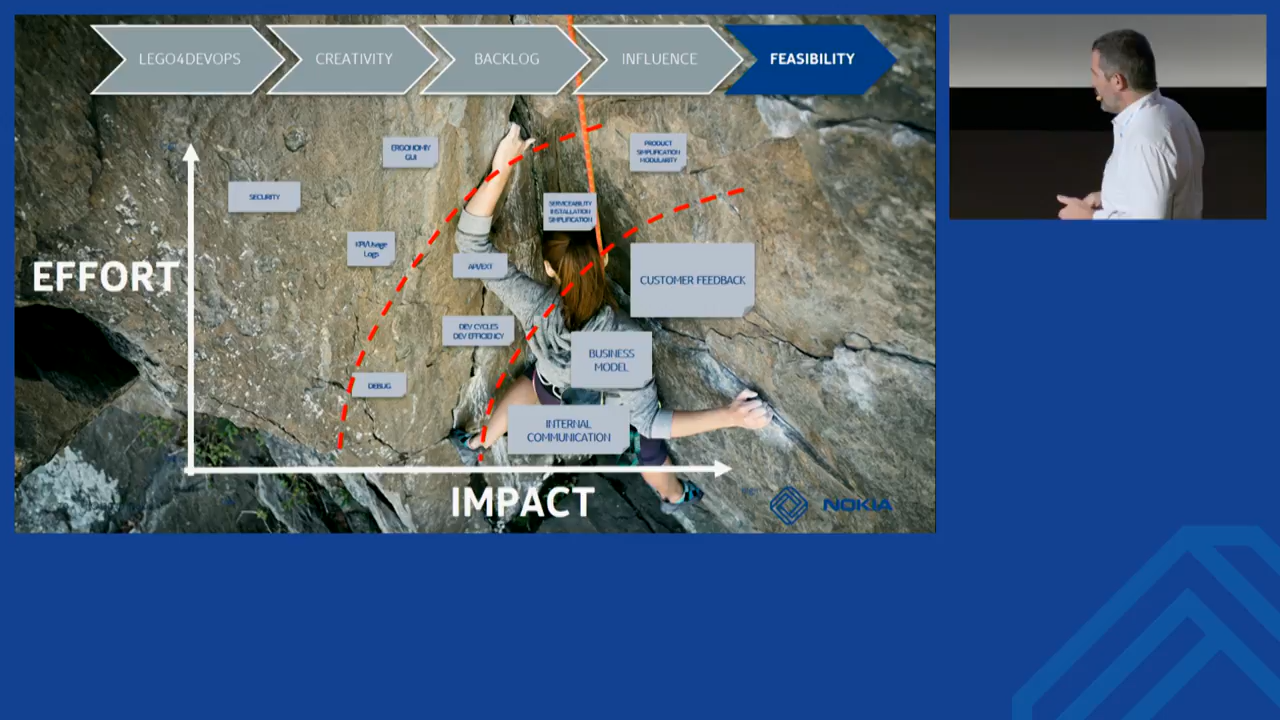 LEGO4DEVOPS
CREATIVITY
BACKLOG
INFLUENCE
FEASIBILITY
ERGONOMIY
GUI
PRODUCT
SIMPLIFICATION
MODULARITY
SECURITY
SERVICEABILITY
INSTALLATION
SIMPLIFICATION
KPI/Usage
Logs
API/EXT
EFFORT
CUSTOMER FEEDBACK
DEV CYCLES
DEV EFFICIENCY
BUSINESS
MODEL
DEBUG
INTERNAL
COMMUNICATION
IMPACT
NOKIA